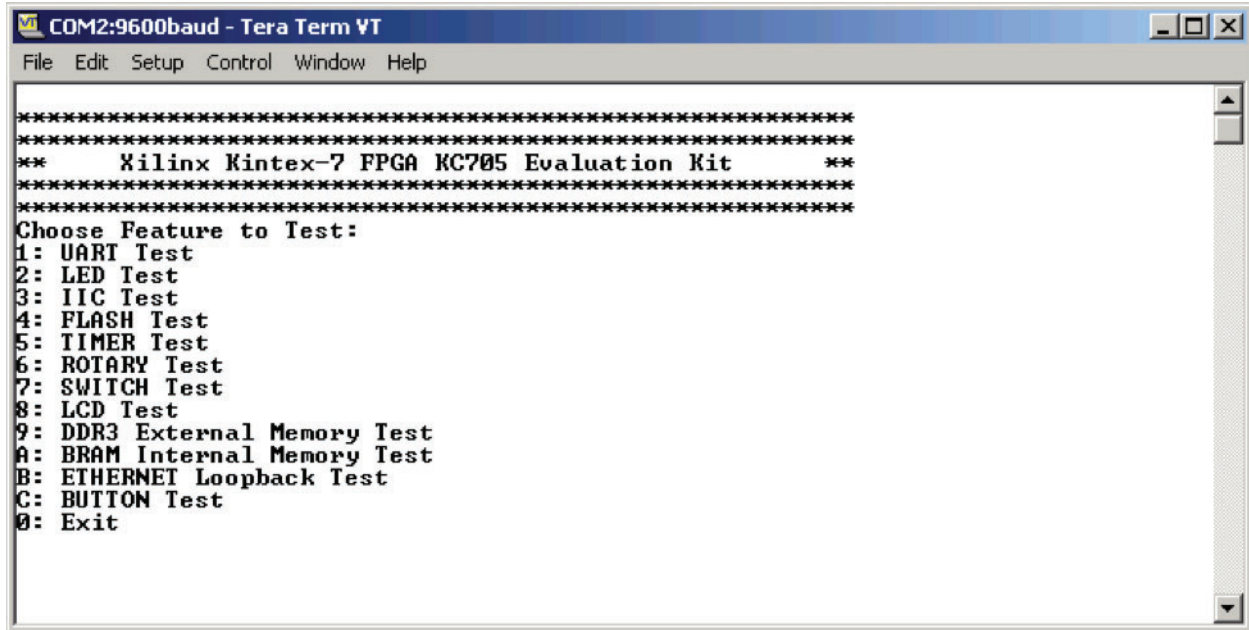 COM2:9600baud - Tera Term VT
File Edit Setup Control Window Help
*********************************************************
*********************************************************
**     Xilinx Kintex-7 FPGA KC705 Evaluation Kit      **
*********************************************************
*********************************************************
Choose Feature to Test:
1: UART Test
2: LED Test
3: IIC Test
4: FLASH Test
5: TIMER Test
6: ROTARY Test
7: SWITCH Test
8: LCD Test
9: DDR3 External Memory Test
A: BRAM Internal Memory Test
B: ETHERNET Loopback Test
C: BUTTON Test
0: Exit